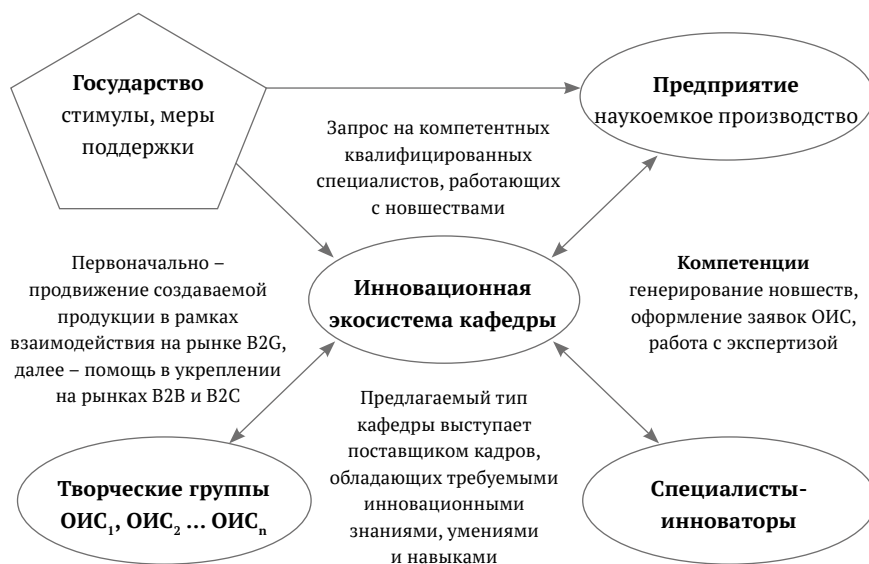 Государство
стимулы, меры
поддержки
Предприятие
наукоемкое производство
Запрос на компетентных
квалифицированных
специалистов, работающих
с новшествами
Первоначально –
продвижение создаваемой
продукции в рамках
взаимодействия на рынке B2G,
далее – помощь в укреплении
на рынках B2B и B2C
Инновационная
экосистема кафедры
Компетенции
генерирование новшеств,
оформление заявок ОИС,
работа с экспертизой
Предлагаемый тип
кафедры выступает
поставщиком кадров,
обладающих требуемыми
инновационными
знаниями, умениями
и навыками
Творческие группы
ОИС₁, ОИС₂ ... ОИСₙ
Специалисты-
инноваторы